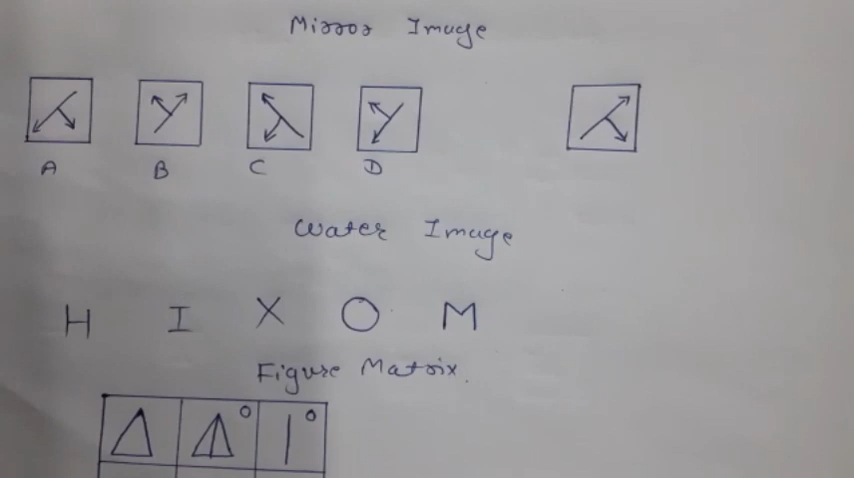 Mirror Image
A B C D
Water Image
H I X O M
Figure Matrix.